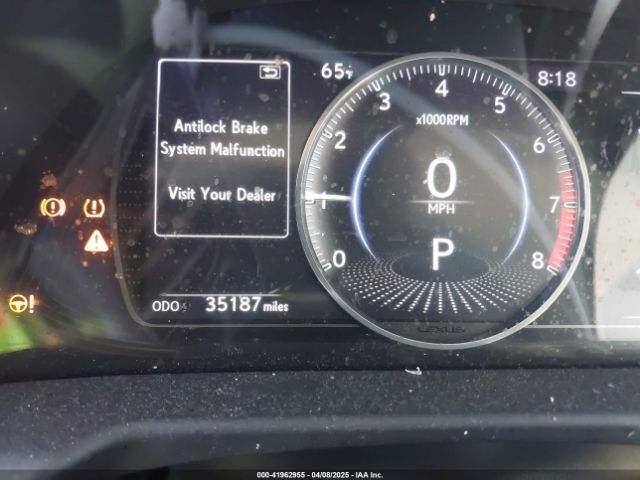 65°F
8:18
Antilock Brake
System Malfunction
Visit Your Dealer
0 1 2 3 4 5 6 7 8
x1000RPM
0
MPH
P
ODO 35187 miles
LEXUS
000-41962955 - 04/08/2025 - IAA Inc.